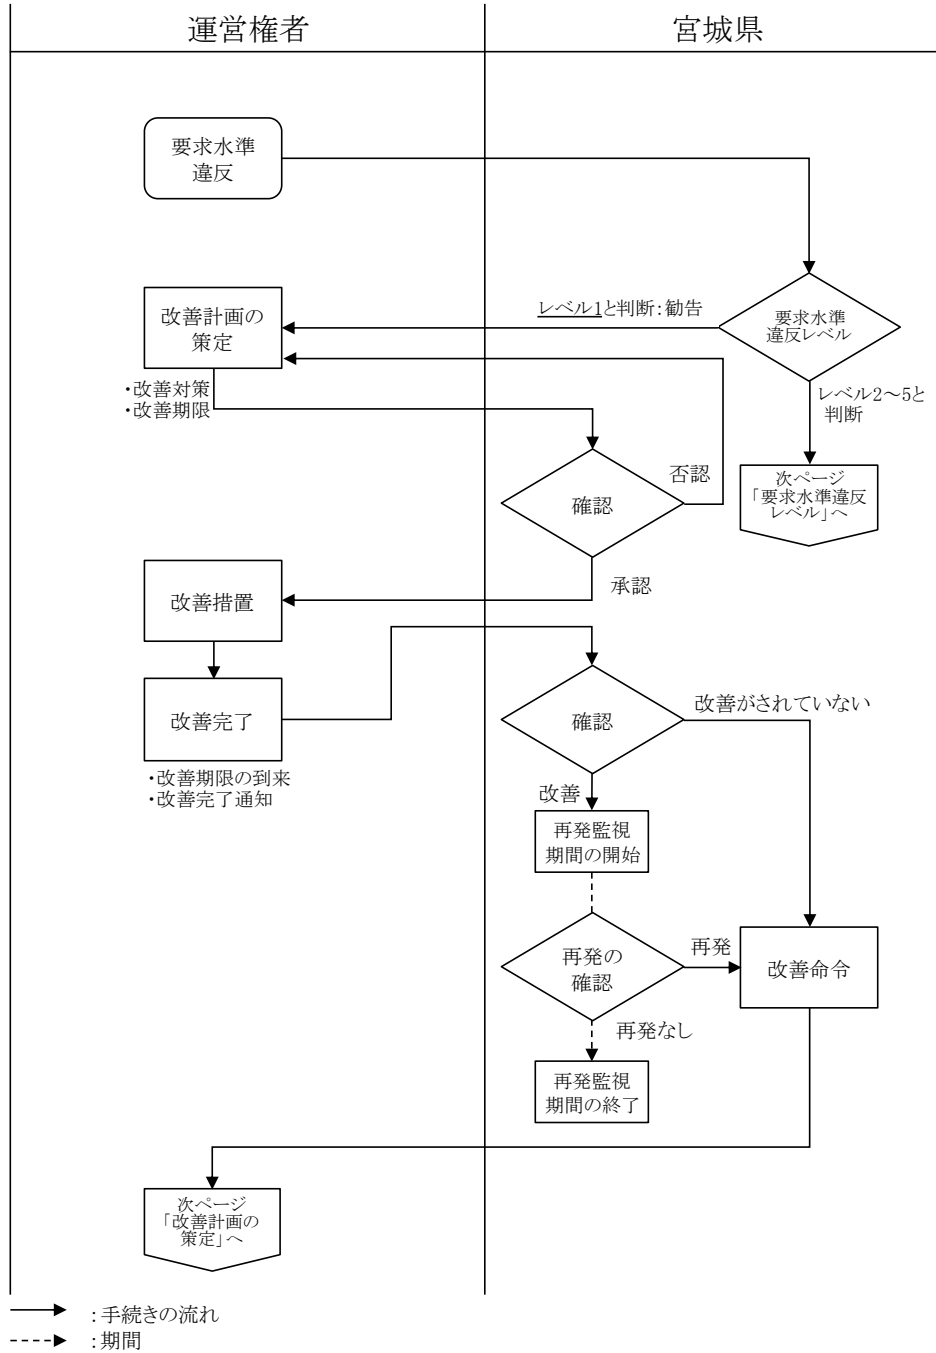 運営権者
宮城県
要求水準
違反
改善計画の
策定
レベル1と判断:勧告
要求水準
違反レベル
・改善対策
・改善期限
レベル2～5と
判断
否認
次ページ
「要求水準違反
レベル」へ
確認
承認
改善措置
改善完了
確認
改善がされていない
・改善期限の到来
・改善完了通知
改善
再発監視
期間の開始
再発の
確認
再発
改善命令
再発なし
再発監視
期間の終了
次ページ
「改善計画の
策定」へ
:手続きの流れ
:期間